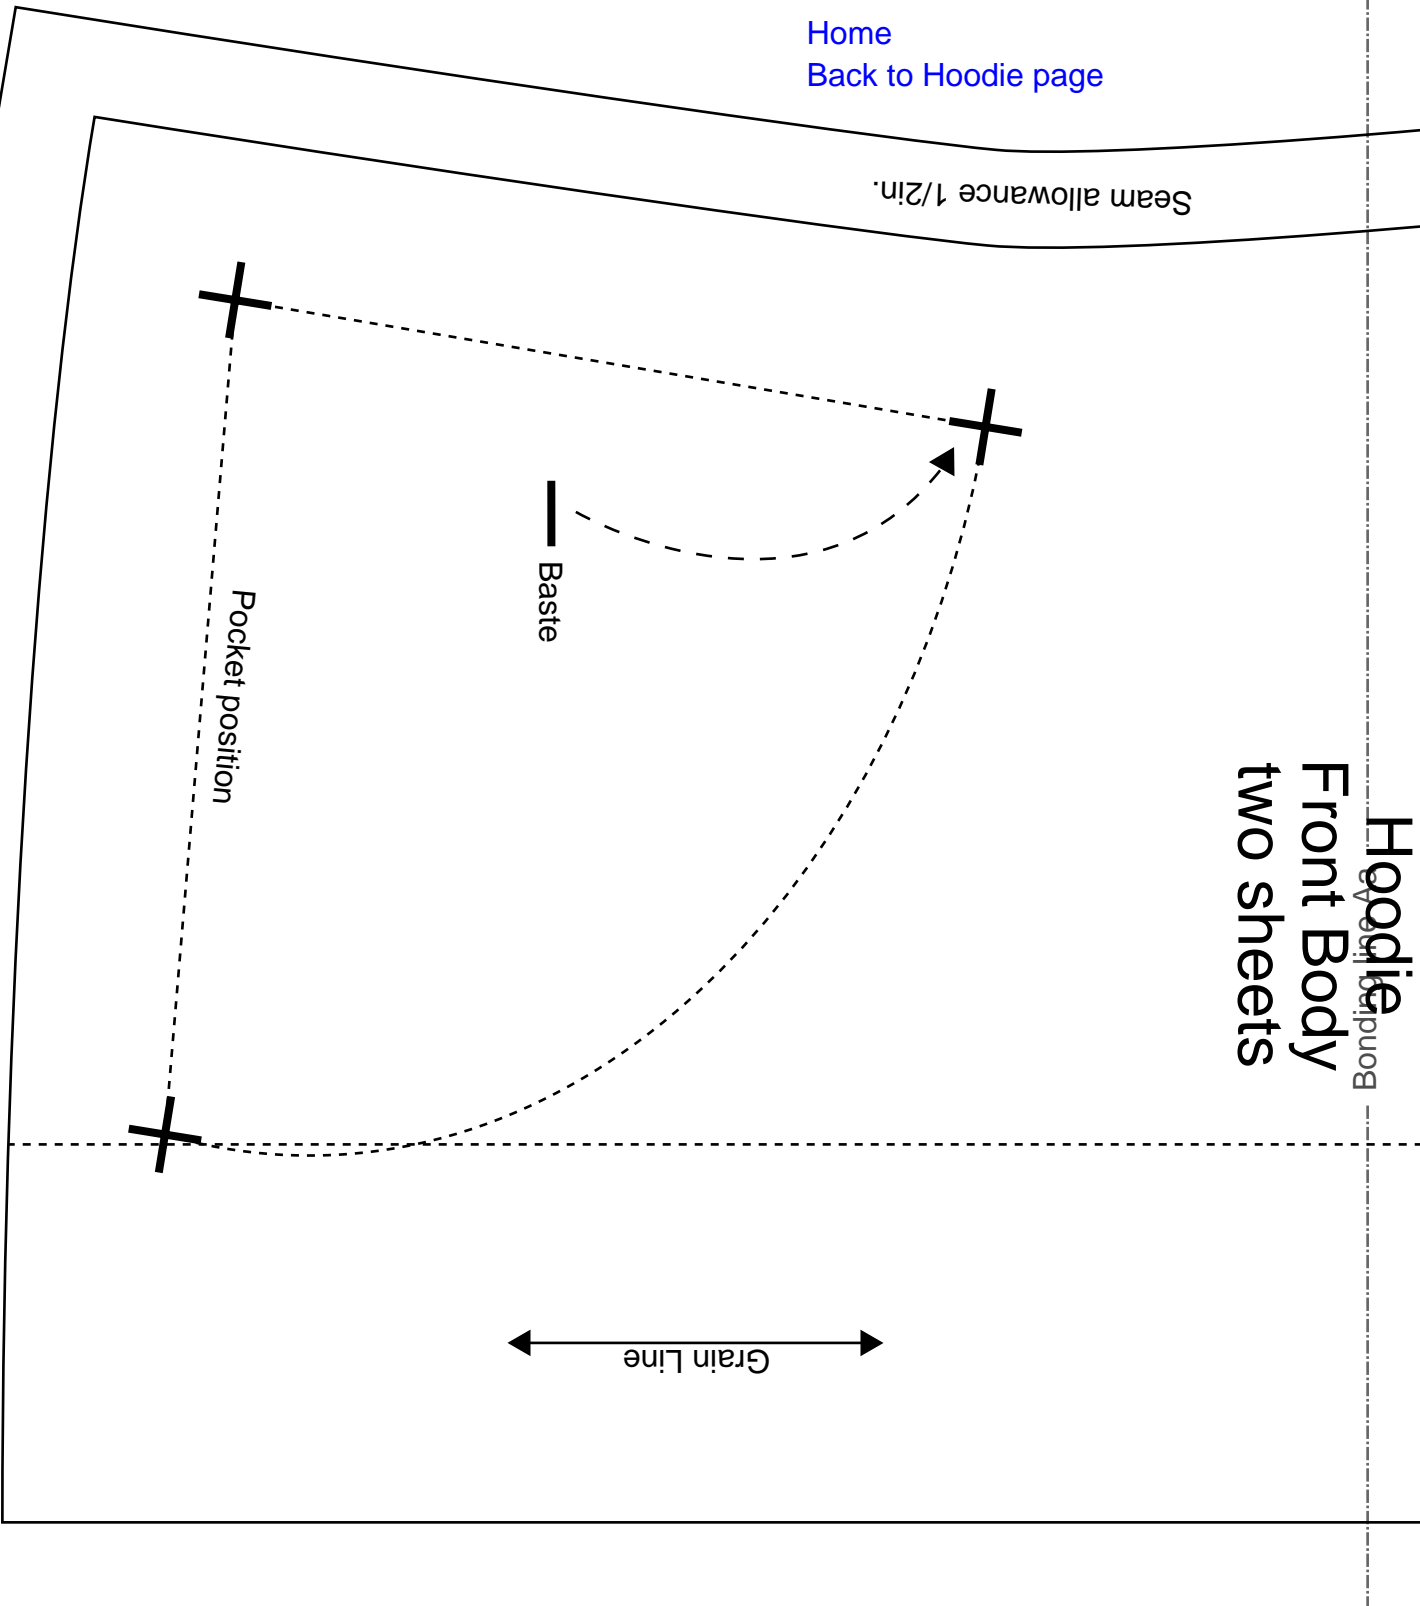 Home
Back to Hoodie page
Seam allowance 1/2in.
Baste
Pocket position
Hoodie
Front Body
two sheets
Bonding line Aa
Grain Line